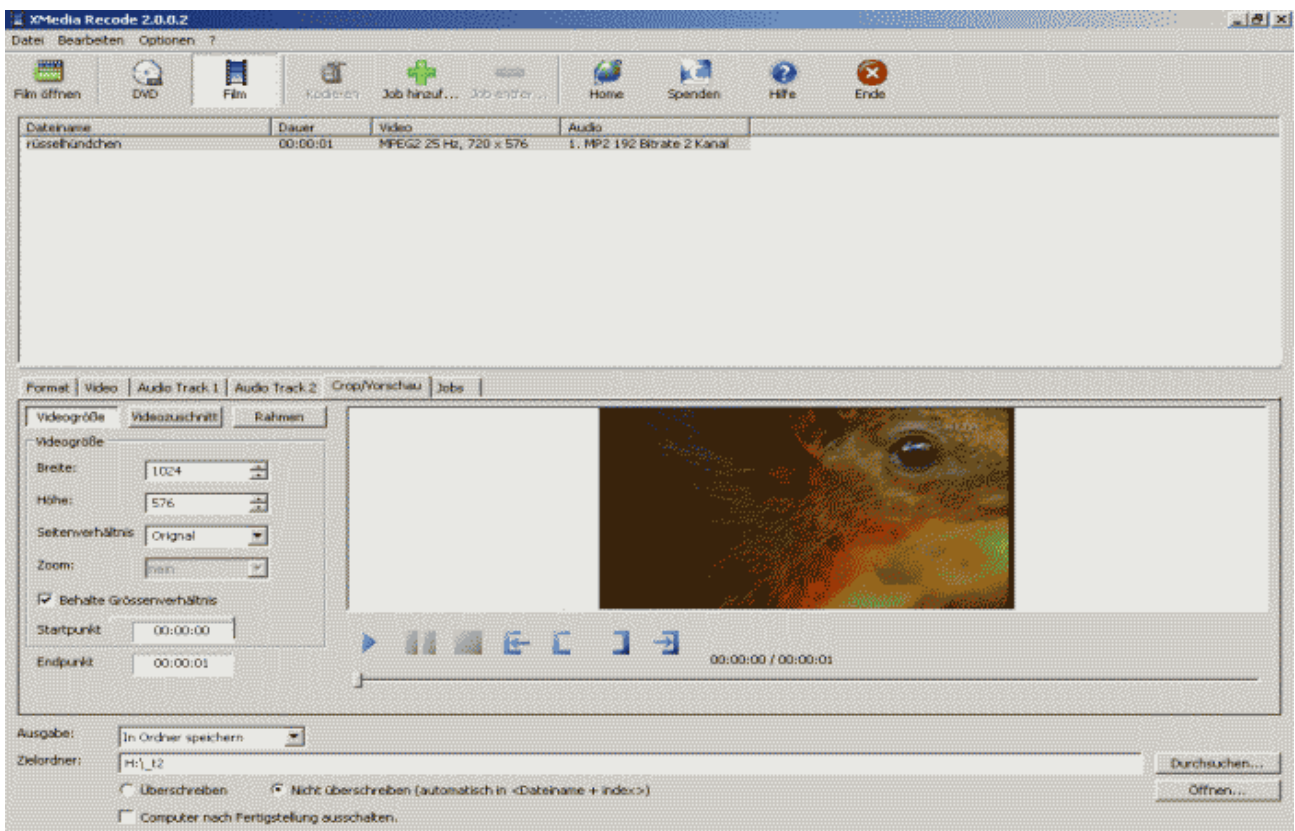 XMedia Recode 2.0.0.2
Datei Bearbeiten Optionen ?
Film öffnen DVD Film Kodieren Job hinzuf... Job entfer... Home Spenden Hilfe Ende
Dateiname Dauer Video Audio
rüsselhündchen 00:00:01 MPEG2 25 Hz, 720 x 576 1. MP2 192 Bitrate 2 Kanal
Format Video Audio Track 1 Audio Track 2 Crop/Vorschau Jobs
Videogröße Videozuschnitt Rahmen
Videogröße
Breite: 1024
Höhe: 576
Seitenverhältnis Orignal
Zoom: nein
Behalte Grössenverhältnis
Startpunkt 00:00:00
Endpunkt 00:00:01
00:00:00 / 00:00:01
Ausgabe: In Ordner speichern
Zielordner: H:\_t2 Durchsuchen...
Überschreiben Nicht überschreiben (automatisch in <Dateiname + index>) Öffnen...
Computer nach Fertigstellung ausschalten.